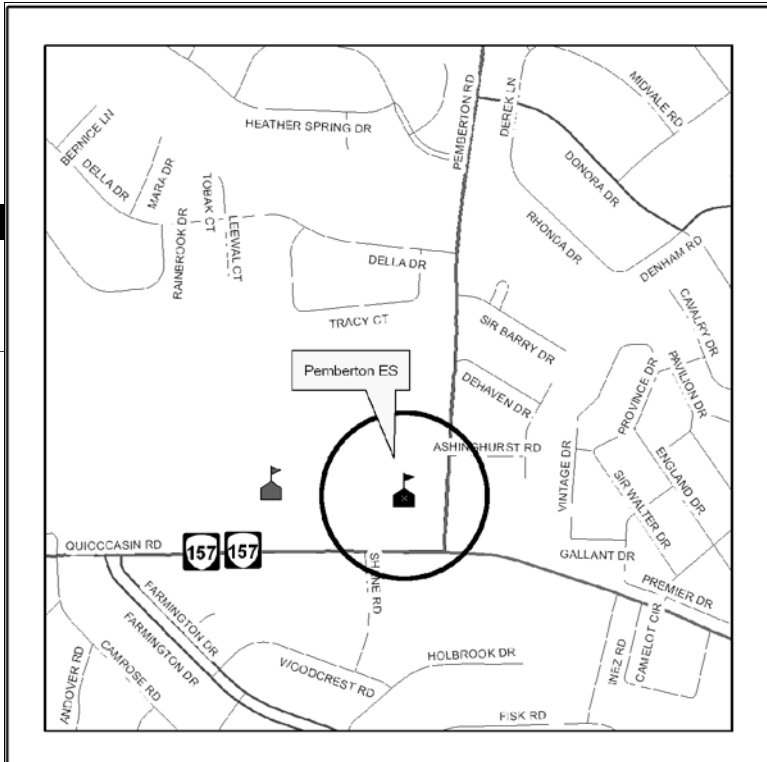 MIDVALE RD
PEMBERTON RD
DEREK LN
BERNICE LN
HEATHER SPRING DR
DONORA DR
DELLA DR
MARA DR
TOBAK CT
LEEWAL CT
RAINBROOK DR
RHONDA DR
DENHAM RD
DELLA DR
CAVALRY DR
TRACY CT
SIR BARRY DR
Pemberton ES
DEHAVEN DR
PROVINCE DR
PAVILION DR
ASHINGHURST RD
VINTAGE DR
ENGLAND DR
SIR WALTER DR
QUIOCCASIN RD
157
157
GALLANT DR
SHANE RD
PREMIER DR
FARMINGTON DR
FARMINGTON DR
CAMPOSE RD
ANDOVER RD
WOODCREST RD
HOLBROOK DR
INEZ RD
CAMELOT CIR
FISK RD